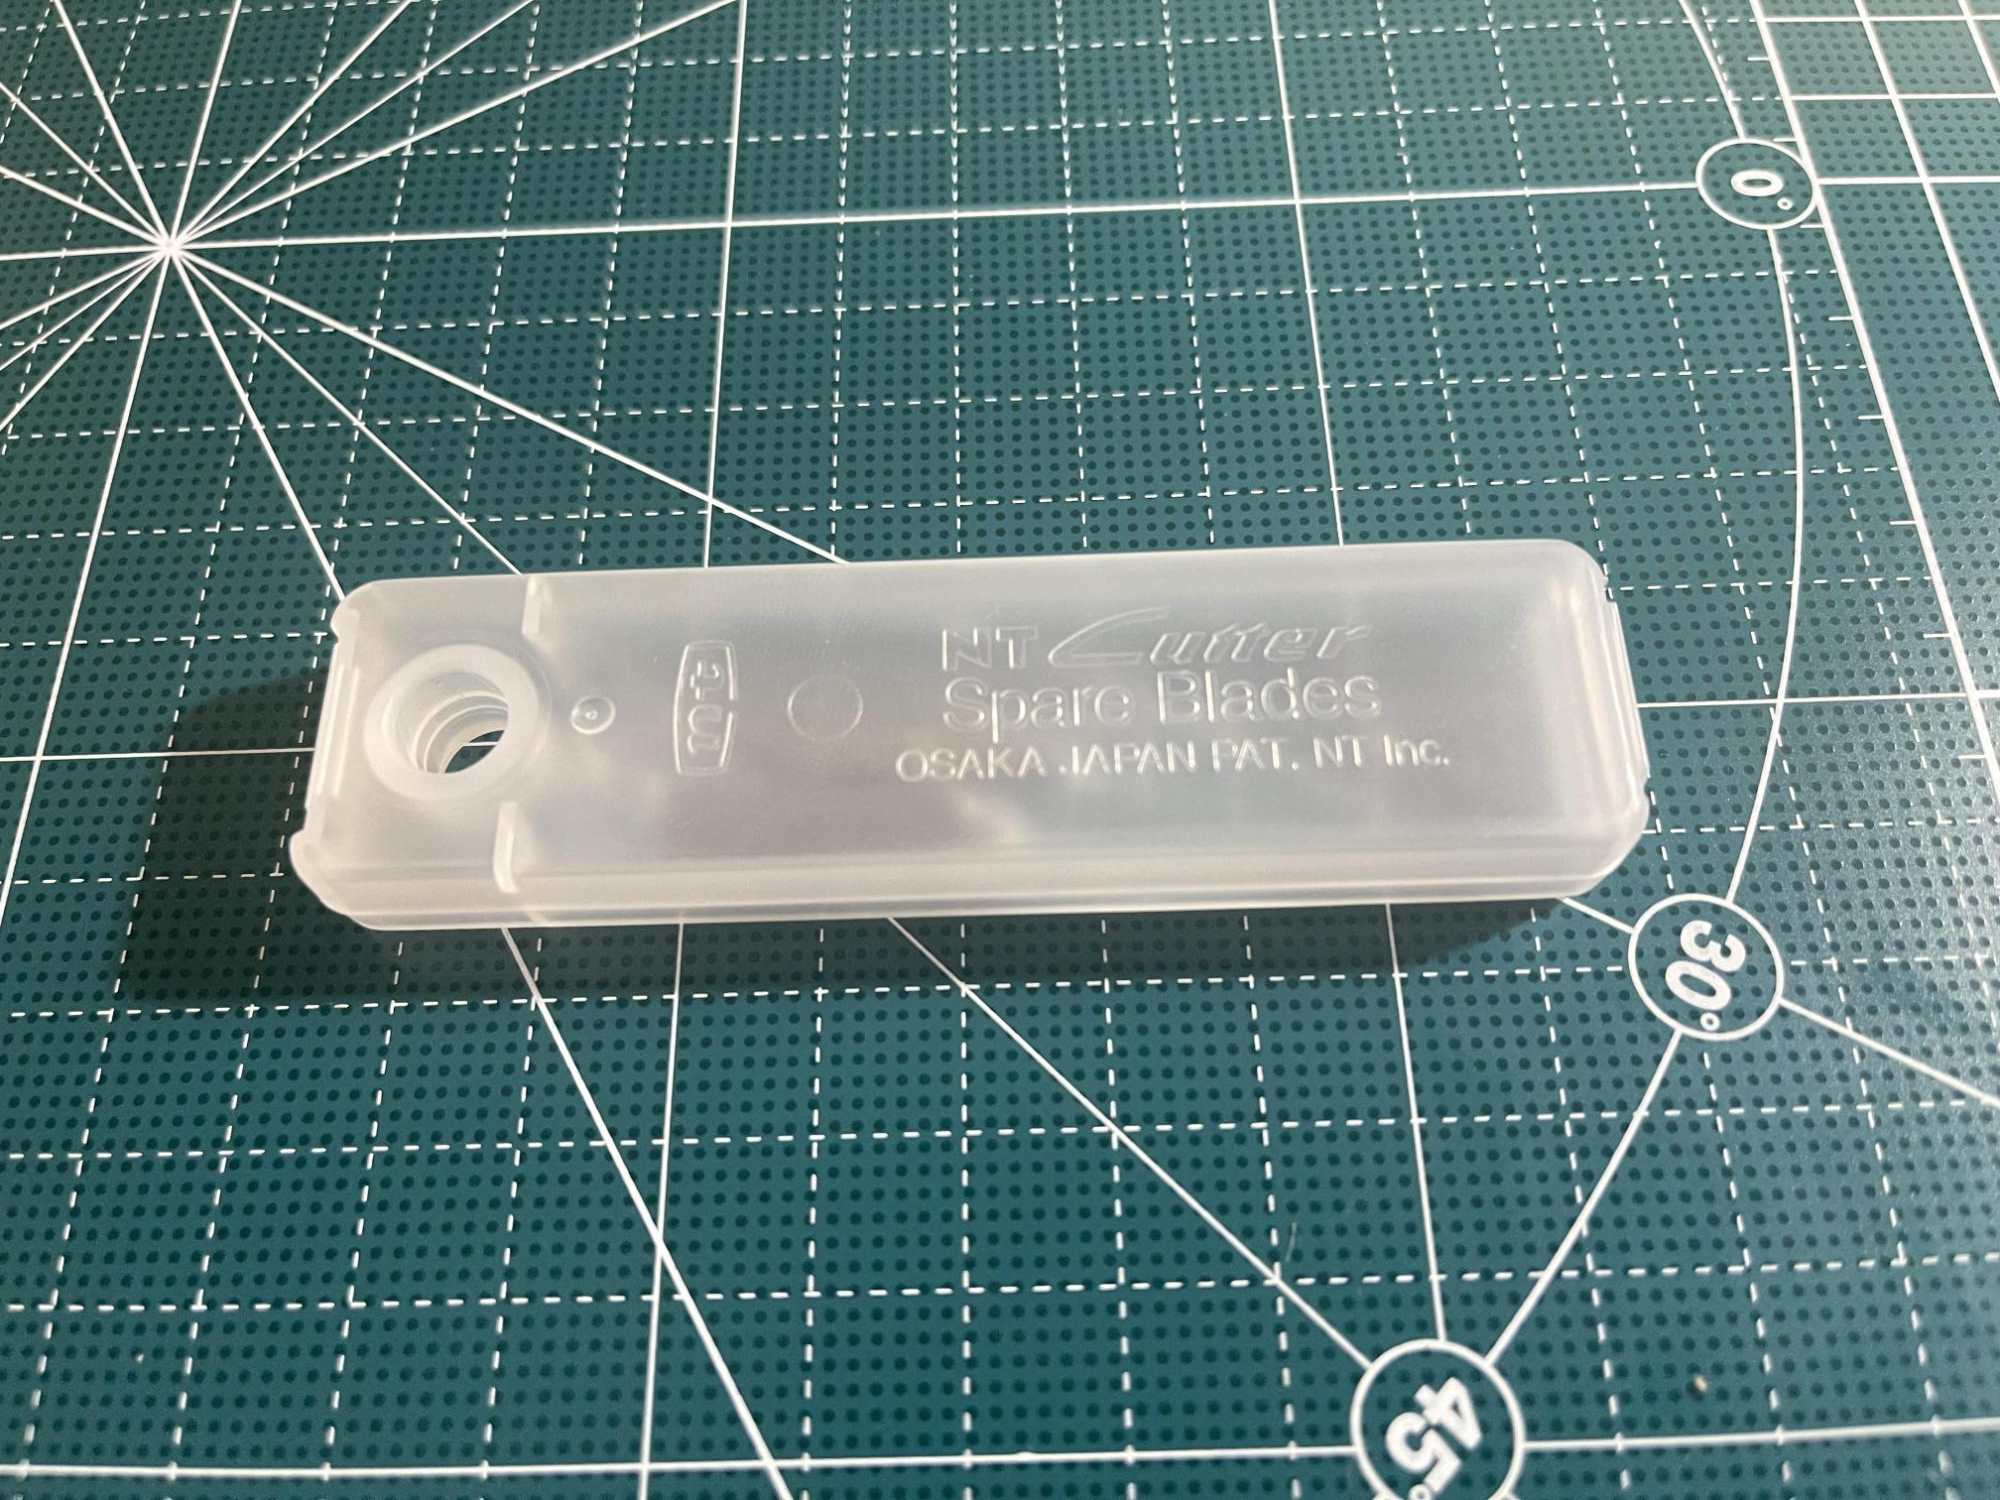 0°
NT Cutter
Spare Blades
OSAKA JAPAN PAT. NT Inc.
30°
45°